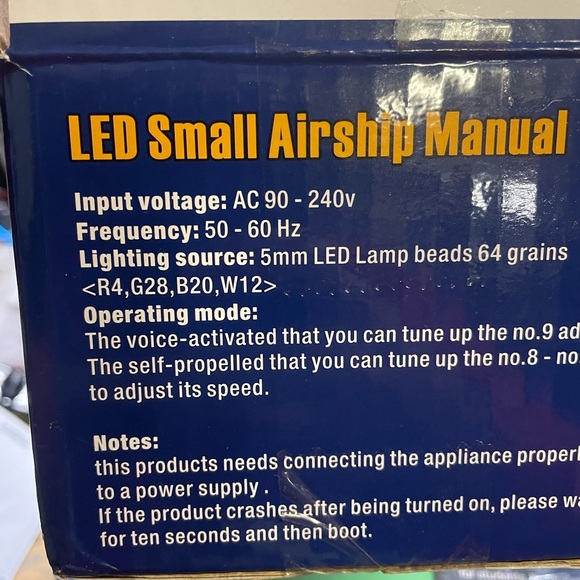 LED Small Airship Manual
Input voltage: AC 90 - 240v
Frequency: 50 - 60 Hz
Lighting source: 5mm LED Lamp beads 64 grains
<R4,G28,B20,W12>
Operating mode:
The voice-activated that you can tune up the no.9 ad
The self-propelled that you can tune up the no.8 - no.
to adjust its speed.
Notes:
this products needs connecting the appliance properl
to a power supply .
If the product crashes after being turned on, please wa
for ten seconds and then boot.